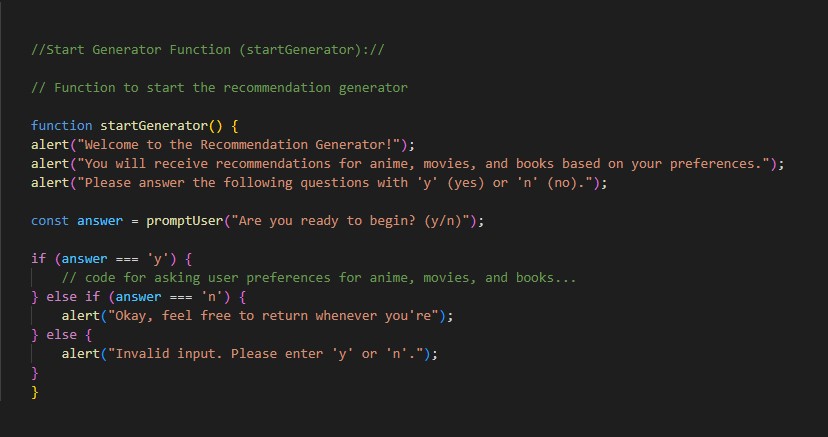 //Start Generator Function (startGenerator)://
// Function to start the recommendation generator
function startGenerator() {
alert("Welcome to the Recommendation Generator!");
alert("You will receive recommendations for anime, movies, and books based on your preferences.");
alert("Please answer the following questions with 'y' (yes) or 'n' (no).");
const answer = promptUser("Are you ready to begin? (y/n)");
if (answer === 'y') {
    // code for asking user preferences for anime, movies, and books...
} else if (answer === 'n') {
    alert("Okay, feel free to return whenever you're");
} else {
    alert("Invalid input. Please enter 'y' or 'n'.");
}
}